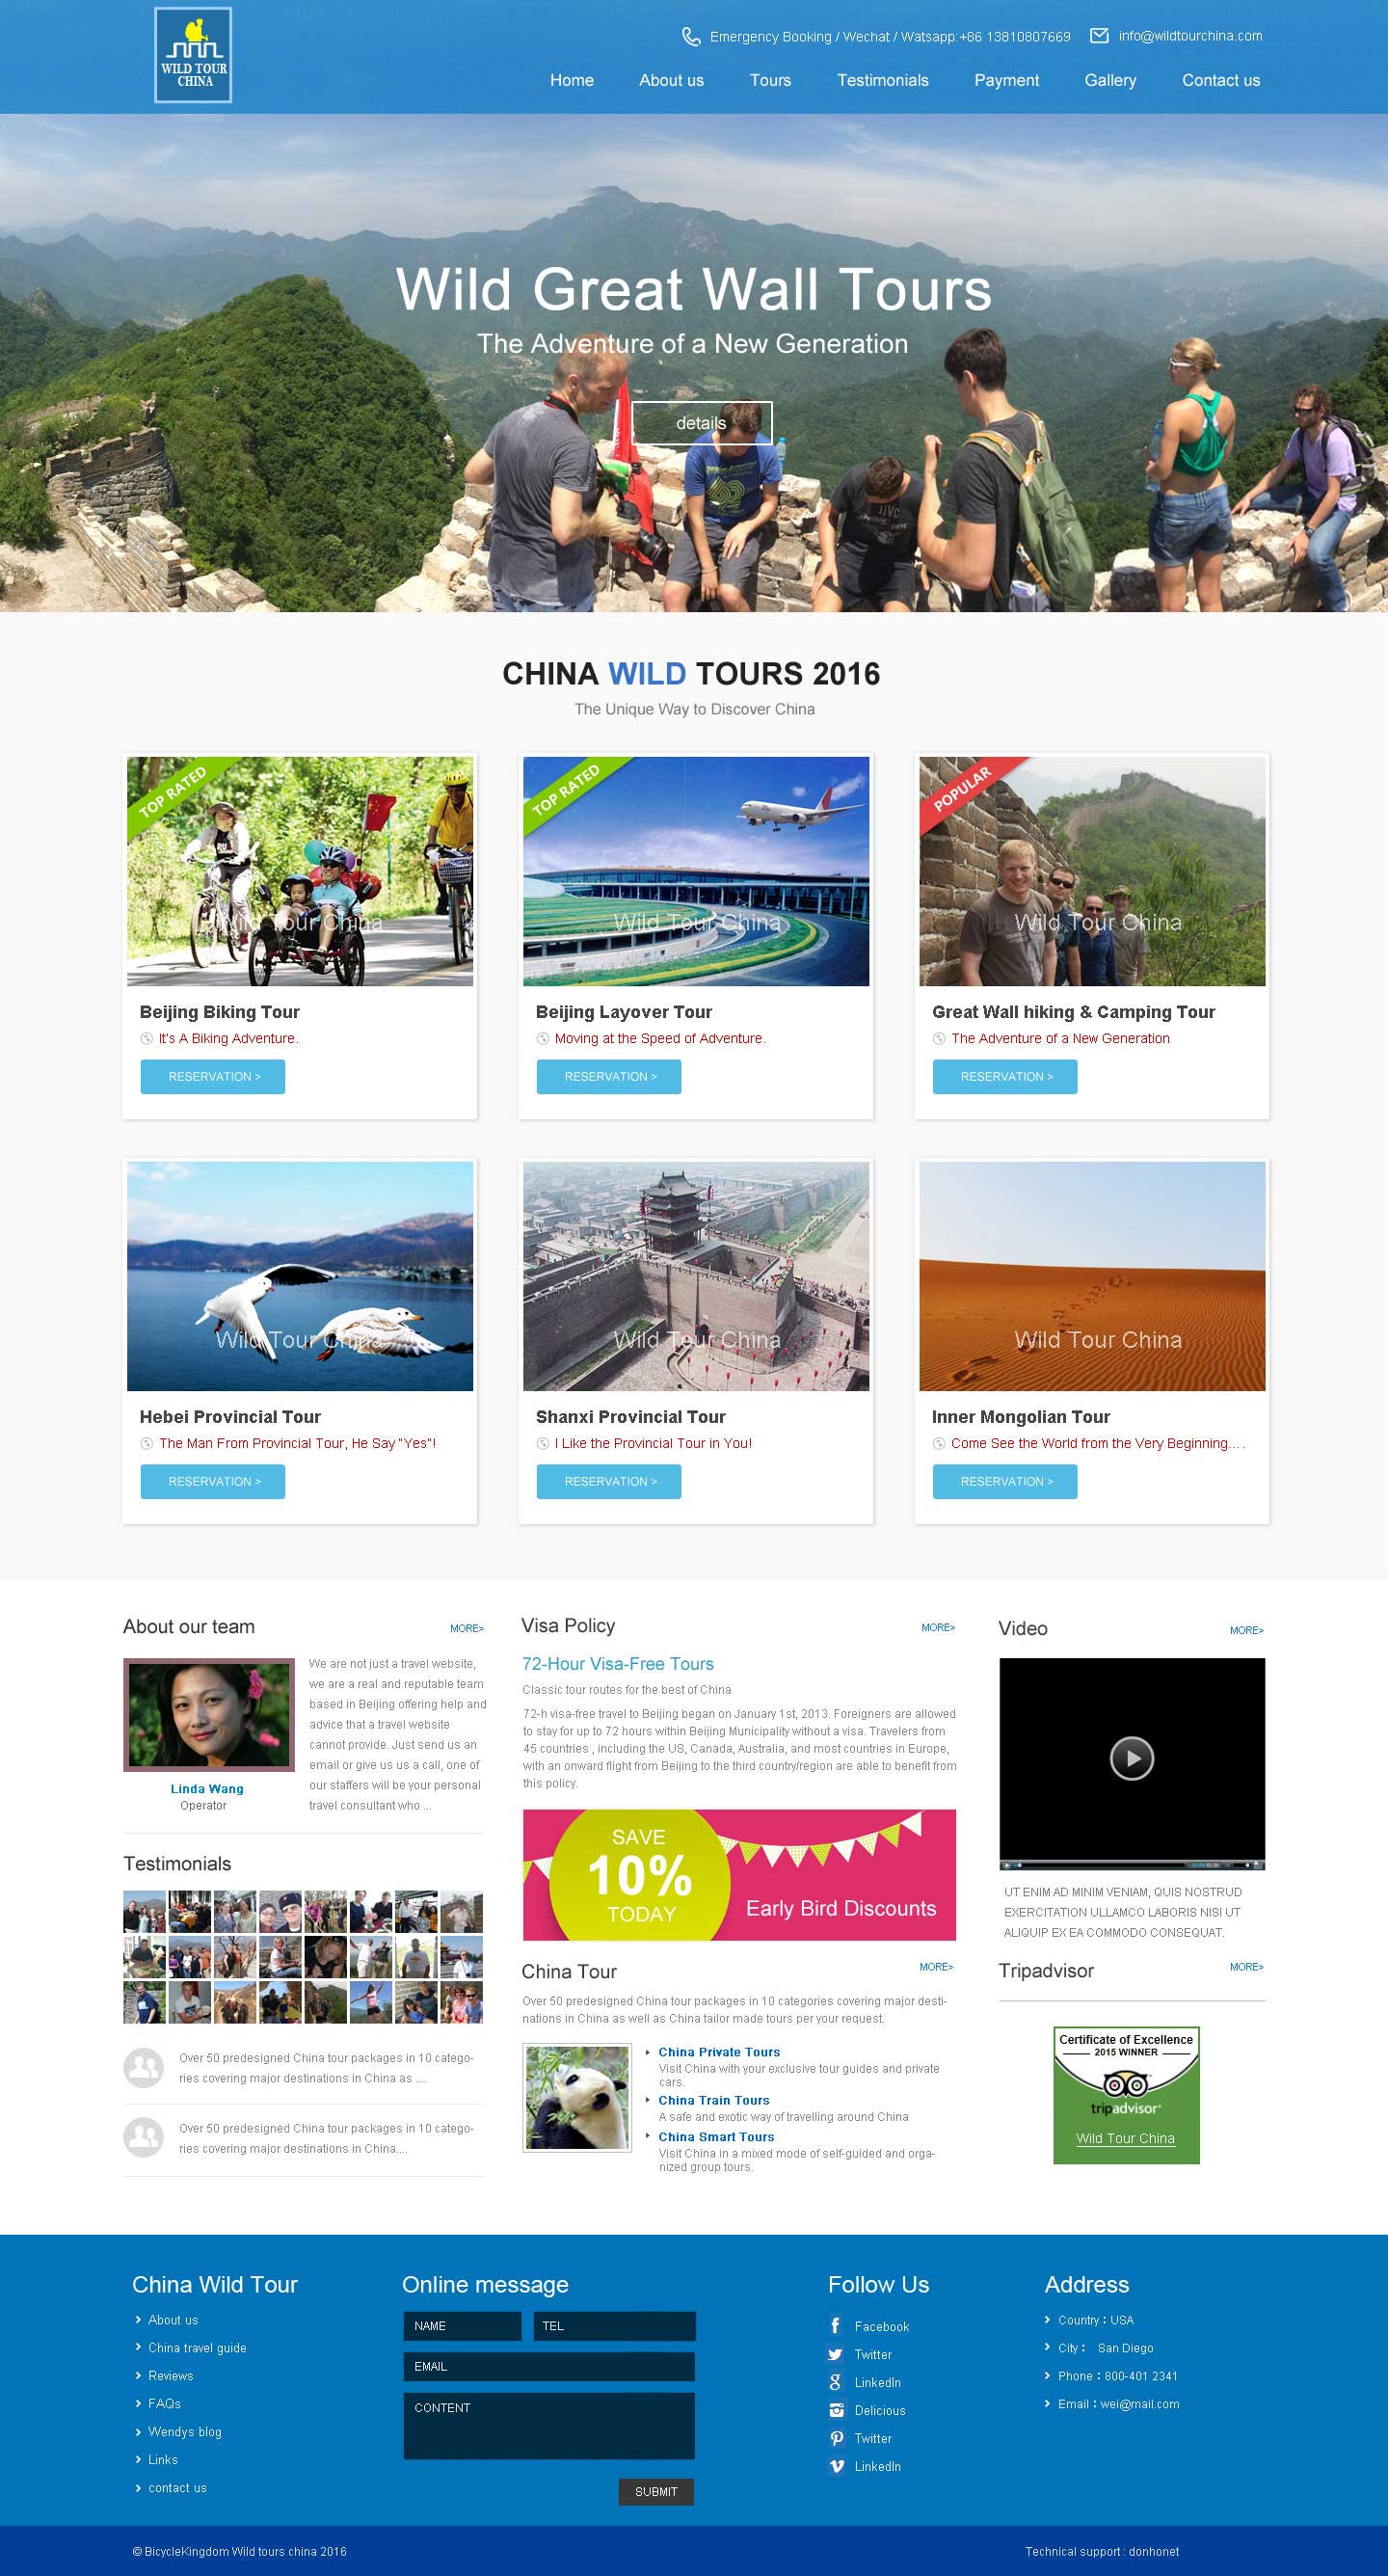 WILD TOUR
CHINA
Emergency Booking / Wechat / Watsapp:+86 13810807669
info@wildtourchina.com
Home
About us
Tours
Testimonials
Payment
Gallery
Contact us
Wild Great Wall Tours
The Adventure of a New Generation
details
CHINA WILD TOURS 2016
The Unique Way to Discover China
TOP RATED
Wild Tour China
TOP RATED
Wild Tour China
POPULAR
Wild Tour China
Beijing Biking Tour
It's A Biking Adventure.
RESERVATION >
Beijing Layover Tour
Moving at the Speed of Adventure.
RESERVATION >
Great Wall hiking & Camping Tour
The Adventure of a New Generation
RESERVATION >
Wild Tour China
Wild Tour China
Wild Tour China
Hebei Provincial Tour
The Man From Provincial Tour, He Say "Yes"!
RESERVATION >
Shanxi Provincial Tour
I Like the Provincial Tour in You!
RESERVATION >
Inner Mongolian Tour
Come See the World from the Very Beginning....
RESERVATION >
About our team
MORE>
We are not just a travel website,
we are a real and reputable team
based in Beijing offering help and
advice that a travel website
cannot provide. Just send us an
email or give us us a call, one of
our staffers will be your personal
travel consultant who ...
Linda Wang
Operator
Testimonials
Over 50 predesigned China tour packages in 10 catego-
ries covering major destinations in China as ....
Over 50 predesigned China tour packages in 10 catego-
ries covering major destinations in China....
Visa Policy
MORE>
72-Hour Visa-Free Tours
Classic tour routes for the best of China
72-h visa-free travel to Beijing began on January 1st, 2013. Foreigners are allowed
to stay for up to 72 hours within Beijing Municipality without a visa. Travelers from
45 countries , including the US, Canada, Australia, and most countries in Europe,
with an onward flight from Beijing to the third country/region are able to benefit from
this policy.
SAVE
10%
TODAY
Early Bird Discounts
China Tour
MORE>
Over 50 predesigned China tour packages in 10 categories covering major desti-
nations in China as well as China tailor made tours per your request.
China Private Tours
Visit China with your exclusive tour guides and private
cars.
China Train Tours
A safe and exotic way of travelling around China
China Smart Tours
Visit China in a mixed mode of self-guided and orga-
nized group tours.
Video
MORE>
UT ENIM AD MINIM VENIAM, QUIS NOSTRUD
EXERCITATION ULLAMCO LABORIS NISI UT
ALIQUIP EX EA COMMODO CONSEQUAT.
Tripadvisor
MORE>
Certificate of Excellence
2015 WINNER
tripadvisor
Wild Tour China
China Wild Tour
About us
China travel guide
Reviews
FAQs
Wendys blog
Links
contact us
Online message
NAME
TEL
EMAIL
CONTENT
SUBMIT
Follow Us
Facebook
Twitter
LinkedIn
Delicious
Twitter
LinkedIn
Address
Country : USA
City : San Diego
Phone : 800-401 2341
Email : wei@mail.com
© BicycleKingdom Wild tours china 2016
Technical support : donhonet